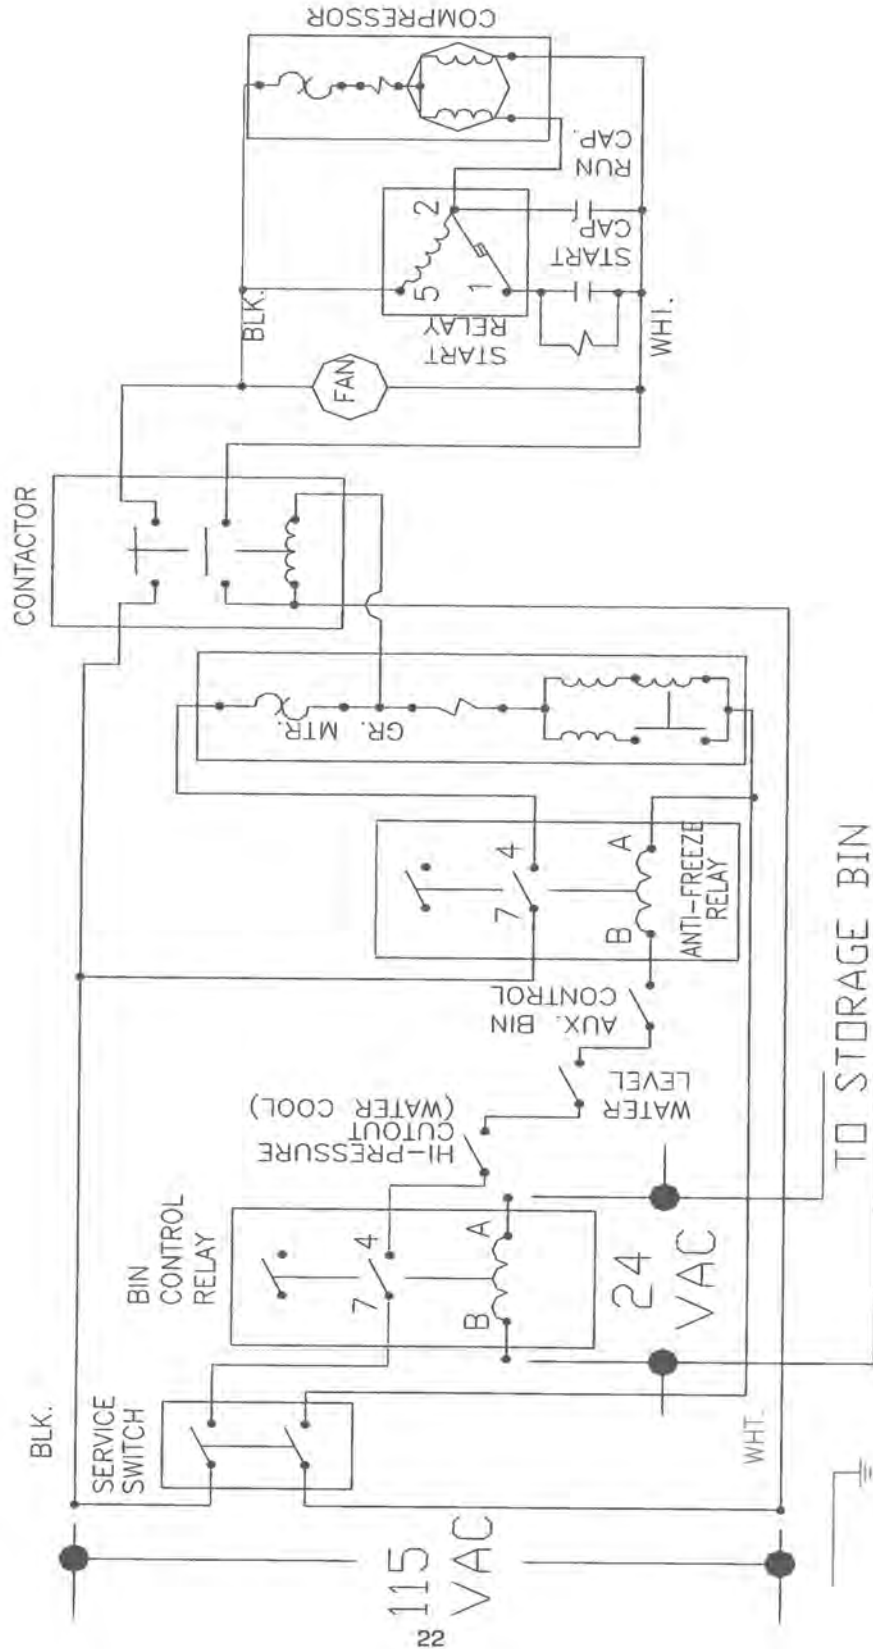 BLK.
SERVICE
SWITCH
115
VAC
WHT.
BIN
CONTROL
RELAY
7
4
B
A
24
VAC
HI-PRESSURE
CUTOUT
(WATER COOL)
WATER
LEVEL
AUX. BIN
CONTROL
7
4
B
A
ANTI-FREEZE
RELAY
TO STORAGE BIN
GR. MTR.
CONTACTOR
FAN
BLK.
WHI.
START
RELAY
5
2
1
START
CAP
RUN
CAP.
COMPRESSOR
22